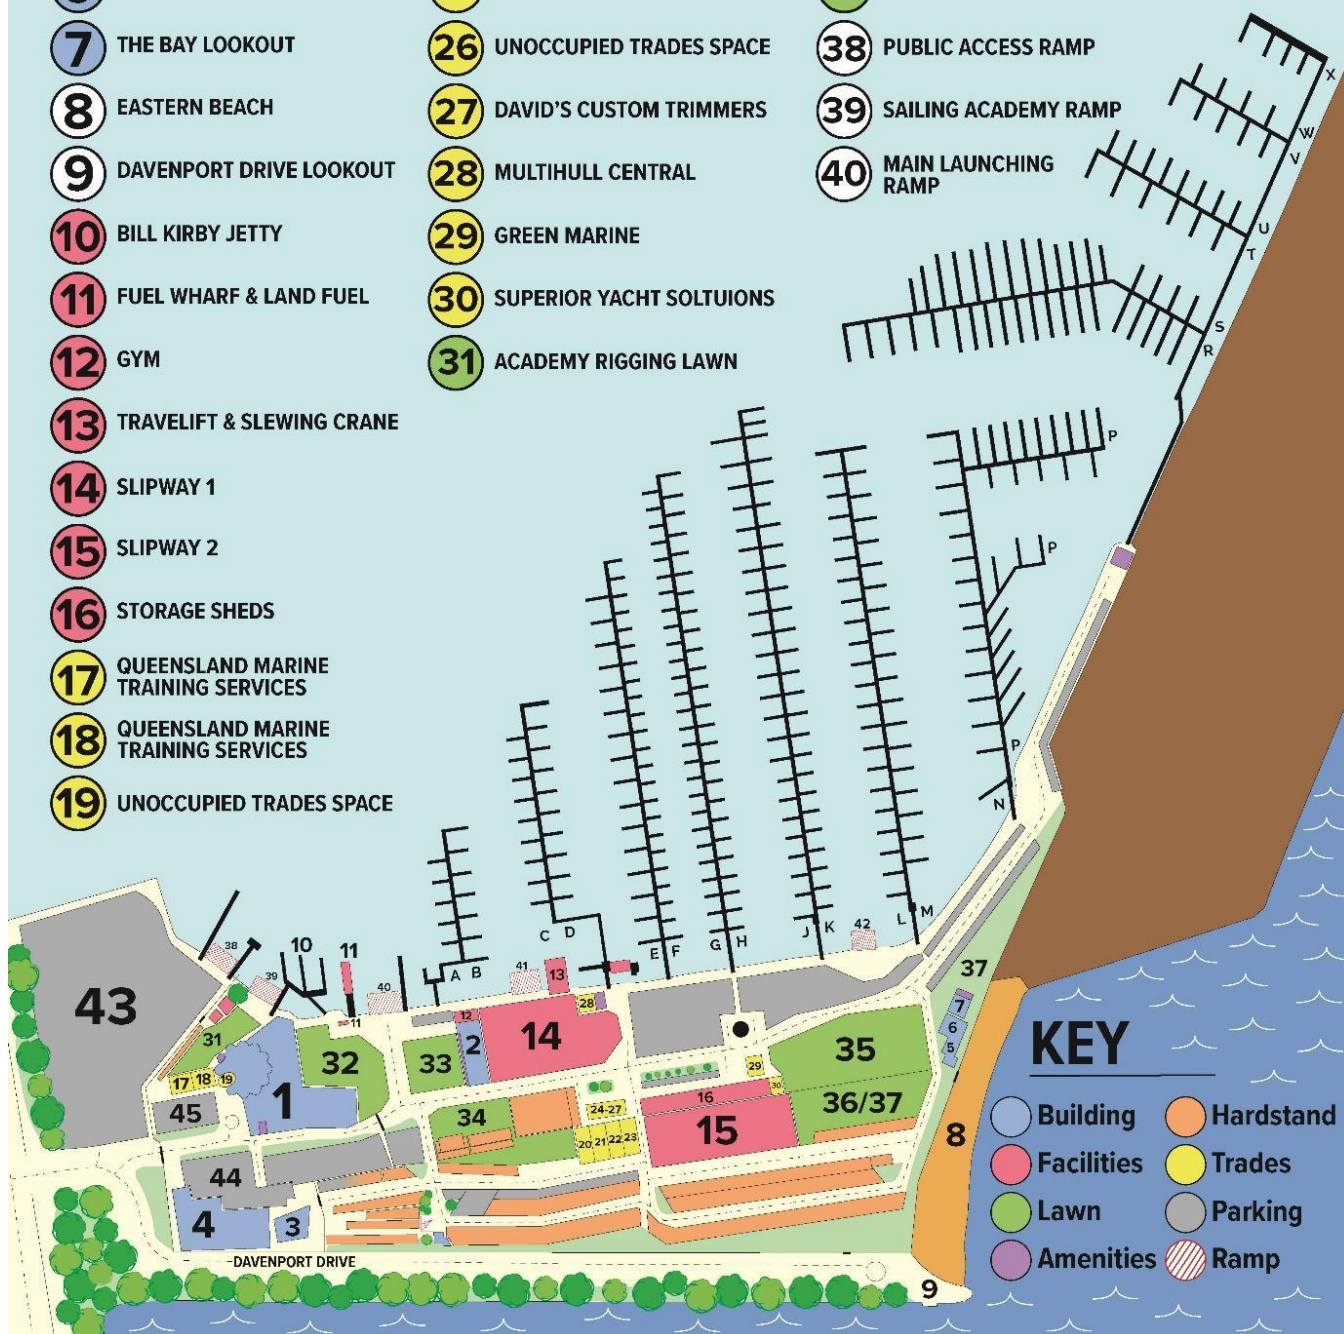 7 THE BAY LOOKOUT
8 EASTERN BEACH
9 DAVENPORT DRIVE LOOKOUT
10 BILL KIRBY JETTY
11 FUEL WHARF & LAND FUEL
12 GYM
13 TRAVELIFT & SLEWING CRANE
14 SLIPWAY 1
15 SLIPWAY 2
16 STORAGE SHEDS
17 QUEENSLAND MARINE
TRAINING SERVICES
18 QUEENSLAND MARINE
TRAINING SERVICES
19 UNOCCUPIED TRADES SPACE
26 UNOCCUPIED TRADES SPACE
27 DAVID'S CUSTOM TRIMMERS
28 MULTIHULL CENTRAL
29 GREEN MARINE
30 SUPERIOR YACHT SOLTUIONS
31 ACADEMY RIGGING LAWN
38 PUBLIC ACCESS RAMP
39 SAILING ACADEMY RAMP
40 MAIN LAUNCHING
RAMP
X
W
V
U
T
S
R
P
P
P
N
A B
C D
E F
G H
J K
L M
38
39
10
11
40
41
13
42
43
31
32
33
12
2
14
28
11
37
7
6
5
17 18 19
1
45
34
24-27
20 21 22 23
16
15
29
30
35
36/37
8
44
4
3
9
DAVENPORT DRIVE
KEY
Building
Hardstand
Facilities
Trades
Lawn
Parking
Amenities
Ramp